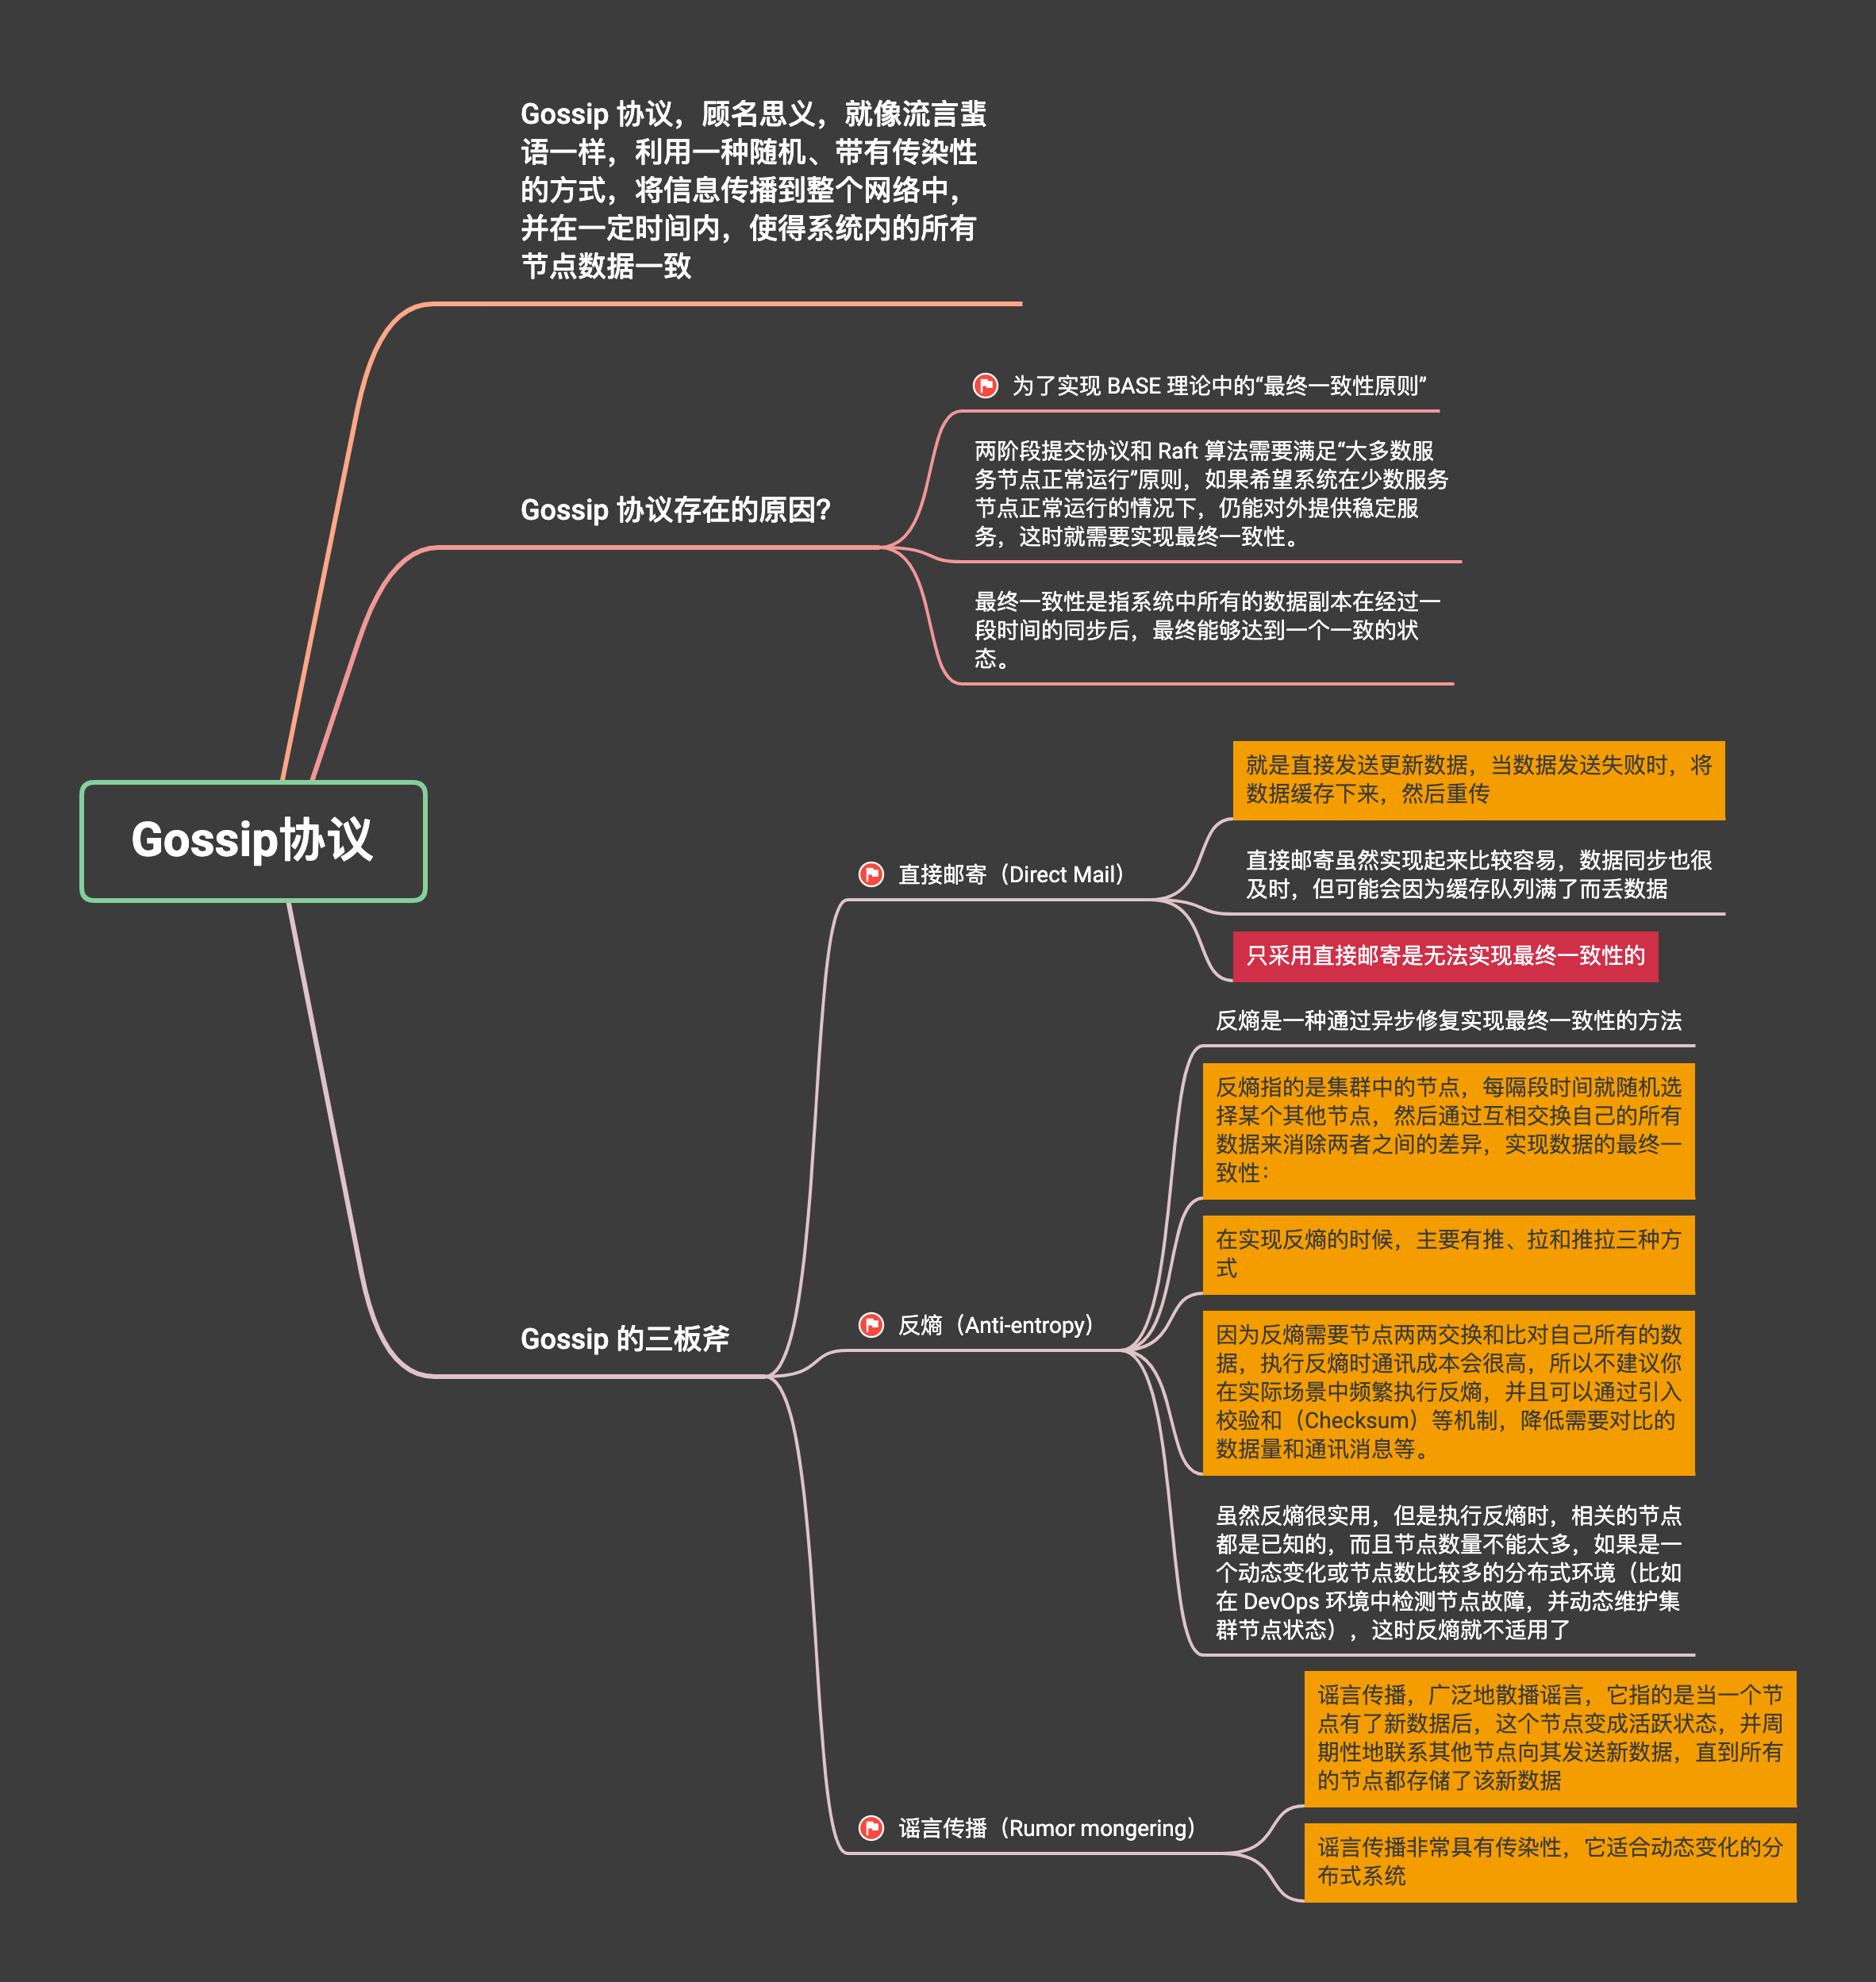 Gossip 协议，顾名思义，就像流言蜚
语一样，利用一种随机、带有传染性
的方式，将信息传播到整个网络中，
并在一定时间内，使得系统内的所有
节点数据一致
为了实现 BASE 理论中的“最终一致性原则”
两阶段提交协议和 Raft 算法需要满足“大多数服
务节点正常运行”原则，如果希望系统在少数服务
节点正常运行的情况下，仍能对外提供稳定服
务，这时就需要实现最终一致性。
Gossip 协议存在的原因？
最终一致性是指系统中所有的数据副本在经过一
段时间的同步后，最终能够达到一个一致的状
态。
Gossip协议
就是直接发送更新数据，当数据发送失败时，将
数据缓存下来，然后重传
直接邮寄（Direct Mail）
直接邮寄虽然实现起来比较容易，数据同步也很
及时，但可能会因为缓存队列满了而丢数据
只采用直接邮寄是无法实现最终一致性的
反熵是一种通过异步修复实现最终一致性的方法
反熵指的是集群中的节点，每隔段时间就随机选
择某个其他节点，然后通过互相交换自己的所有
数据来消除两者之间的差异，实现数据的最终一
致性：
在实现反熵的时候，主要有推、拉和推拉三种方
式
Gossip 的三板斧
反熵（Anti-entropy）
因为反熵需要节点两两交换和比对自己所有的数
据，执行反熵时通讯成本会很高，所以不建议你
在实际场景中频繁执行反熵，并且可以通过引入
校验和（Checksum）等机制，降低需要对比的
数据量和通讯消息等。
虽然反熵很实用，但是执行反熵时，相关的节点
都是已知的，而且节点数量不能太多，如果是一
个动态变化或节点数比较多的分布式环境（比如
在 DevOps 环境中检测节点故障，并动态维护集
群节点状态），这时反熵就不适用了
谣言传播，广泛地散播谣言，它指的是当一个节
点有了新数据后，这个节点变成活跃状态，并周
期性地联系其他节点向其发送新数据，直到所有
的节点都存储了该新数据
谣言传播（Rumor mongering）
谣言传播非常具有传染性，它适合动态变化的分
布式系统